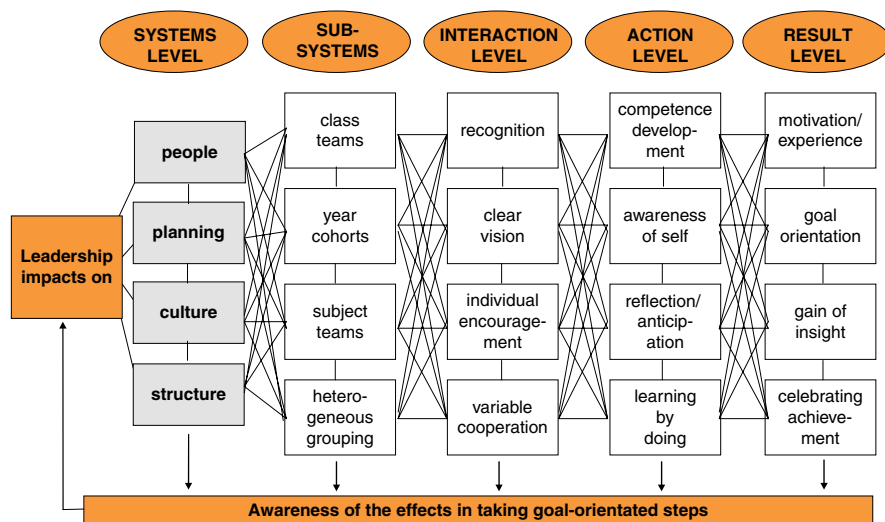 SYSTEMS
LEVEL
SUB-
SYSTEMS
INTERACTION
LEVEL
ACTION
LEVEL
RESULT
LEVEL
Leadership
impacts on
people
planning
culture
structure
class
teams
year
cohorts
subject
teams
hetero-
geneous
grouping
recognition
clear
vision
individual
encourage-
ment
variable
cooperation
competence
develop-
ment
awareness
of self
reflection/
anticip-
ation
learning
by
doing
motivation/
experience
goal
orientation
gain of
insight
celebrating
achieve-
ment
Awareness of the effects in taking goal-orientated steps